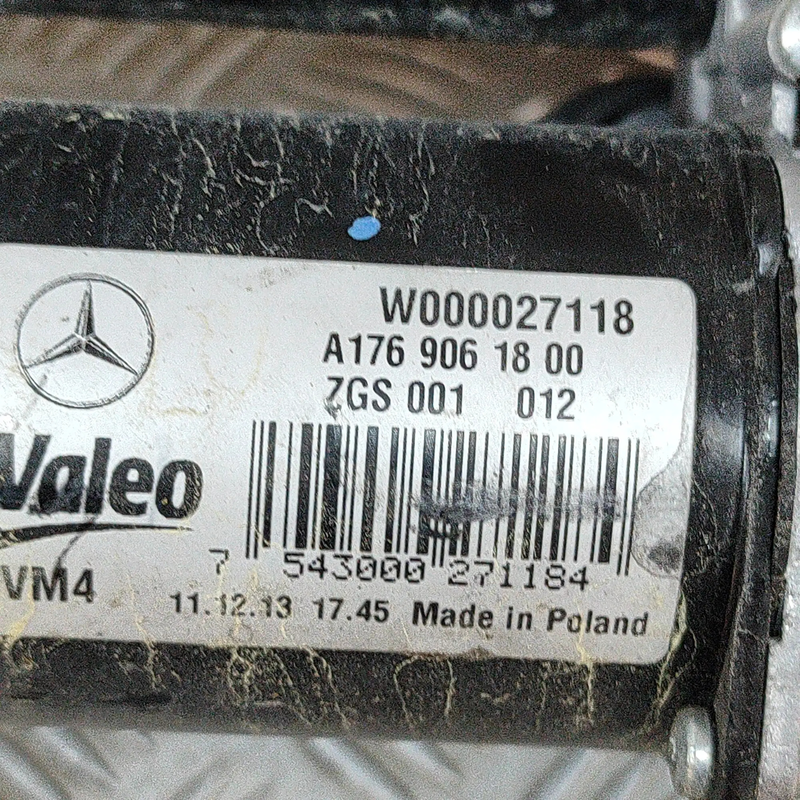 W000027118
A176 906 18 00
ZGS 001 012
Valeo
7 543000 271184
VM4
11.12.13 17.45 Made in Poland